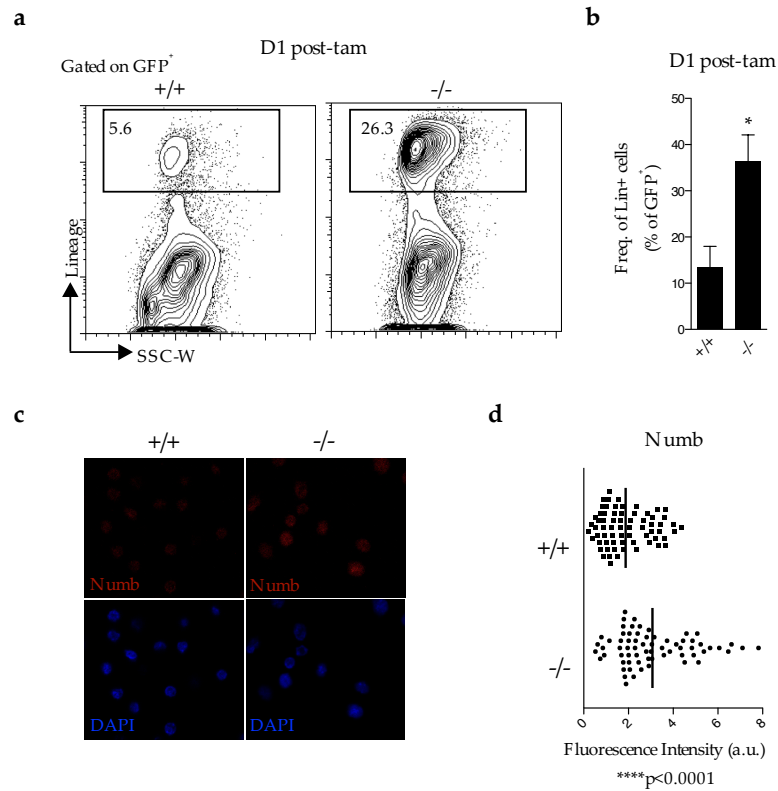 a
D1 post-tam
Gated on GFP+
+/+
-/-
5.6
26.3
Lineage
SSC-W
b
D1 post-tam
*
Freq. of Lin+ cells
(% of GFP+)
50
40
30
20
10
0
+/+
-/-
c
+/+
-/-
Numb
Numb
DAPI
DAPI
d
Numb
+/+
-/-
0
2
4
6
8
Fluorescence Intensity (a.u.)
****p<0.0001